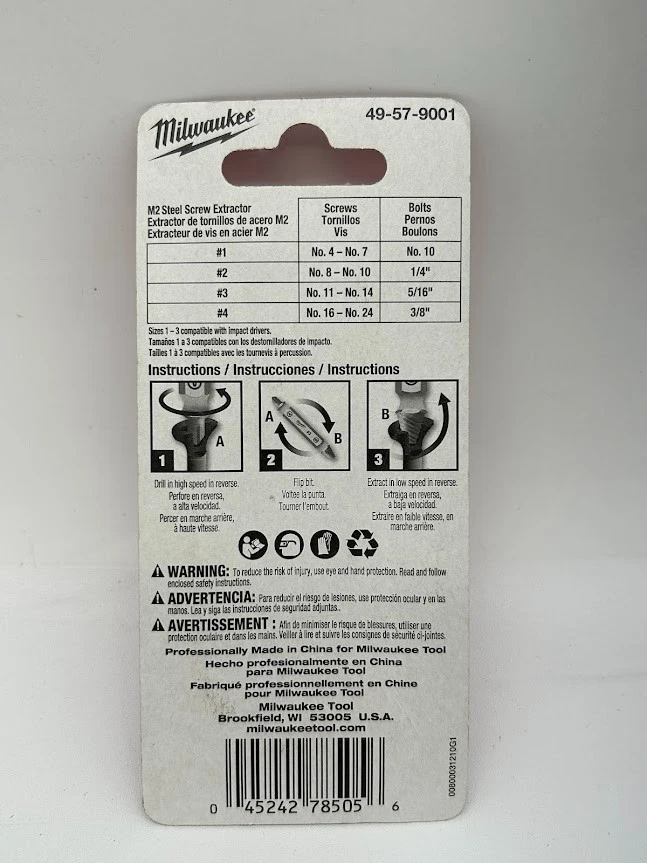 Milwaukee
49-57-9001
M2 Steel Screw Extractor
Extractor de tornillos de acero M2
Extracteur de vis en acier M2
Screws
Tornillos
Vis
Bolts
Pernos
Boulons
#1 No. 4 – No. 7 No. 10
#2 No. 8 – No. 10 1/4"
#3 No. 11 – No. 14 5/16"
#4 No. 16 – No. 24 3/8"
Sizes 1 – 3 compatible with impact drivers.
Tamaños 1 a 3 compatibles con los destornilladores de impacto.
Tailles 1 à 3 compatibles avec les tournevis à percussion.
Instructions / Instrucciones / Instructions
A
1
A
B
2
B
3
Drill in high speed in reverse.
Perfore en reversa,
a alta velocidad.
Percer en marche arrière,
à haute vitesse.
Flip bit.
Voltee la punta.
Tourner l'embout.
Extract in low speed in reverse.
Extraiga en reversa,
a baja velocidad.
Extraire en faible vitesse, en
marche arrière.
WARNING: To reduce the risk of injury, use eye and hand protection. Read and follow
enclosed safety instructions.
ADVERTENCIA: Para reducir el riesgo de lesiones, use protección ocular y en las
manos. Lea y siga las instrucciones de seguridad adjuntas.
AVERTISSEMENT : Afin de minimiser le risque de blessures, utiliser une
protection oculaire et dans les mains. Veiller à lire et suivre les consignes de sécurité ci-jointes.
Professionally Made in China for Milwaukee Tool
Hecho profesionalmente en China
para Milwaukee Tool
Fabriqué professionnellement en Chine
pour Milwaukee Tool
Milwaukee Tool
Brookfield, WI 53005 U.S.A.
milwaukeetool.com
0 45242 78505 6
00800031210G1